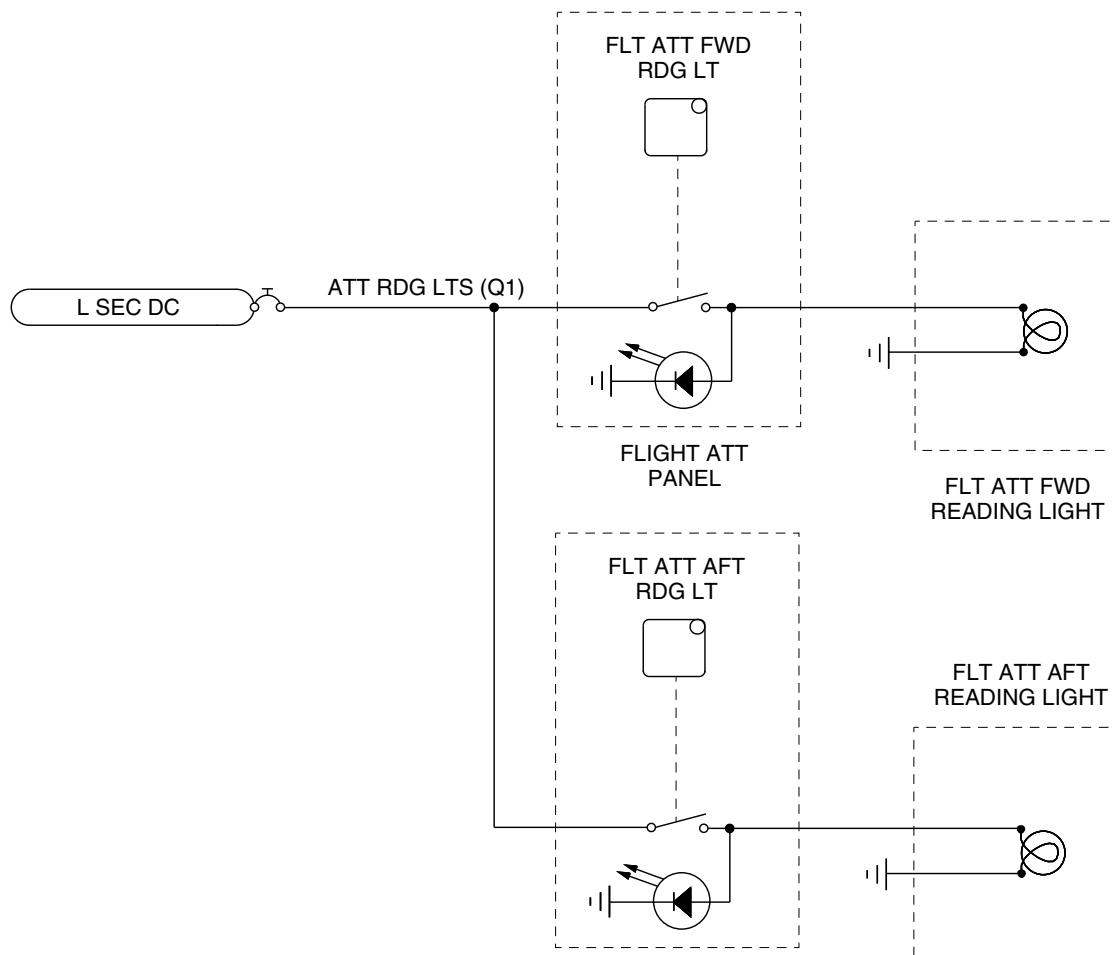 FLT ATT FWD
RDG LT
L SEC DC
ATT RDG LTS (Q1)
FLIGHT ATT
PANEL
FLT ATT FWD
READING LIGHT
FLT ATT AFT
RDG LT
FLT ATT AFT
READING LIGHT